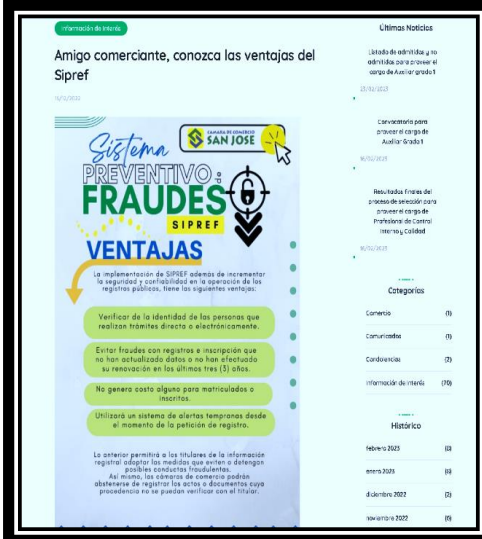 Información de Interés
Amigo comerciante, conozca las ventajas del
Sipref
CAMARA DE COMERCIO
SAN JOSE
Sistema
PREVENTIVO DE
FRAUDES
SIPREF
VENTAJAS
La implementación de SIPREF además de incrementar
la seguridad y confiabilidad en la operación de los
registros públicos, tiene las siguientes ventajas:
Verificar de la identidad de las personas que
realizan trámites directa o electrónicamente.
Evitar fraudes con registros e inscripción que
no han actualizado datos o no han efectuado
su renovación en los últimos tres (3) años.
No genera costo alguno para matriculados o
inscritos.
Utilizará un sistema de alertas tempranas desde
el momento de la petición de registro.
Lo anterior permitirá a los titulares de la información
registral adoptar las medidas que eviten o detengan
posibles conductas fraudulentas.
Así mismo, las cámaras de comercio podrán
abstenerse de registrar los actos o documentos cuya
procedencia no se puedan verificar con el titular.
Últimas Noticias
Listado de admitidos y no
admitidos para proveer el
cargo de Auxiliar grado 1
23/02/2023
Convocatoria para
proveer el cargo de
Auxiliar Grado 1
16/02/2023
Resultados finales del
proceso de selección para
proveer el cargo de
Profesional de Control
Interno y Calidad
10/02/2023
Categorías
Comercio (1)
Comunicados (1)
Condolencias (2)
Información de Interés (70)
Histórico
febrero 2023
enero 2023
diciembre 2022 (2)
noviembre 2022